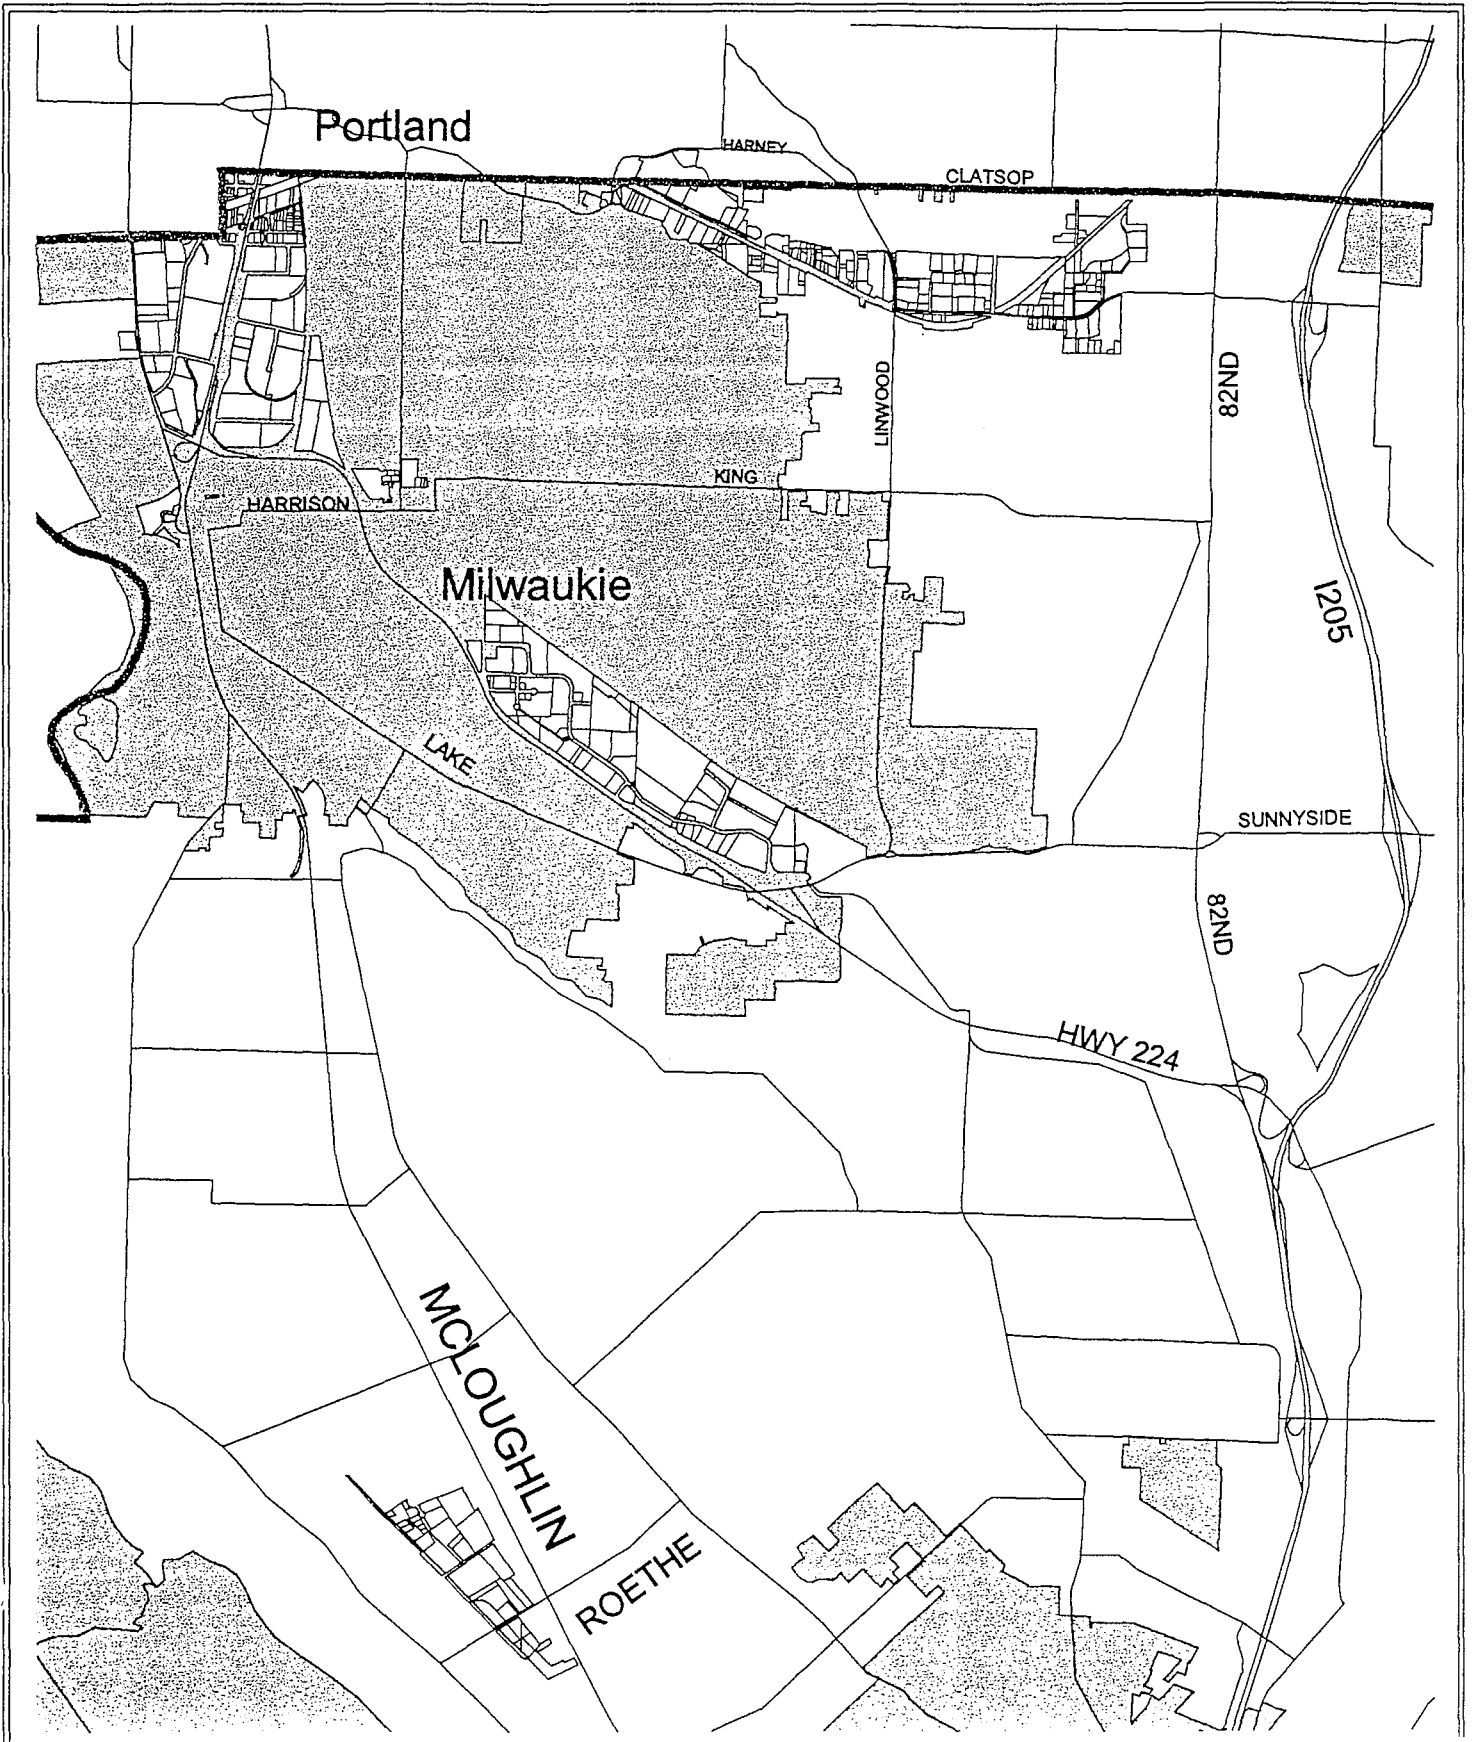 Portland
HARNEY
CLATSOP
82ND
LINWOOD
KING
HARRISON
Milwaukie
I205
LAKE
SUNNYSIDE
82ND
HWY 224
MCLOUGHLIN
ROETHE